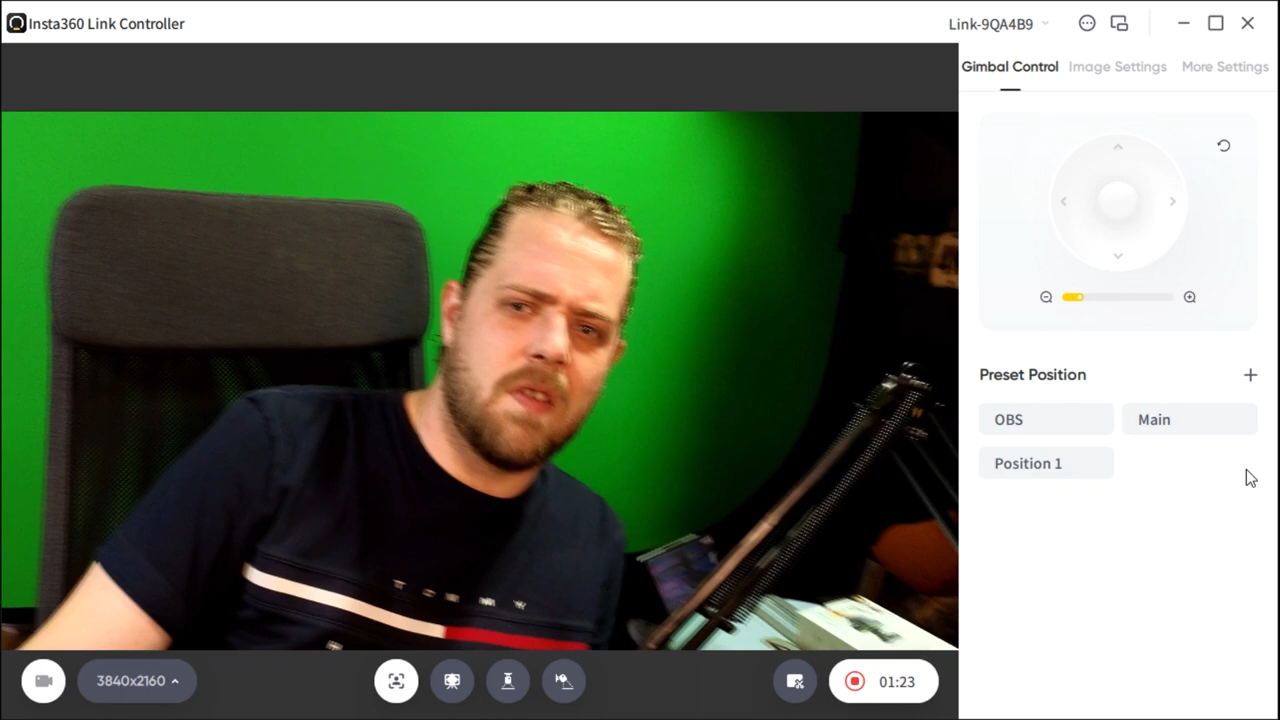 Insta360 Link Controller
Link-9QA4B9
Gimbal Control Image Settings More Settings
Preset Position
OBS Main
Position 1
3840x2160
01:23